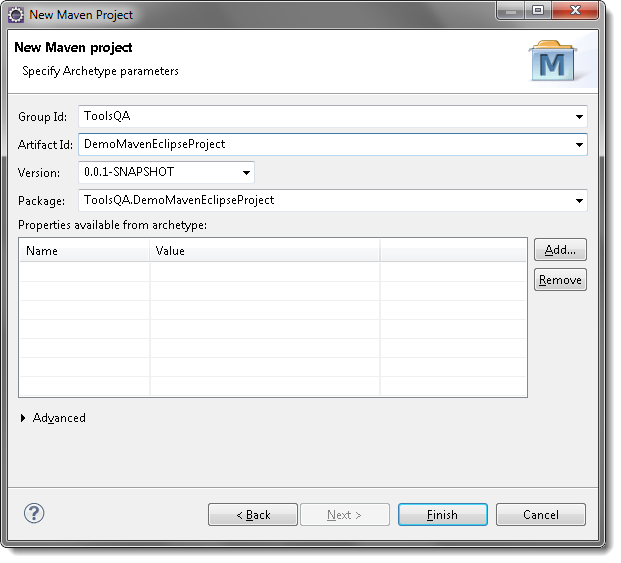 New Maven Project
New Maven project
Specify Archetype parameters
M
Group Id: ToolsQA
Artifact Id: DemoMavenEclipseProject
Version: 0.0.1-SNAPSHOT
Package: ToolsQA.DemoMavenEclipseProject
Properties available from archetype:
Name Value
Add...
Remove
Advanced
? < Back Next > Finish Cancel